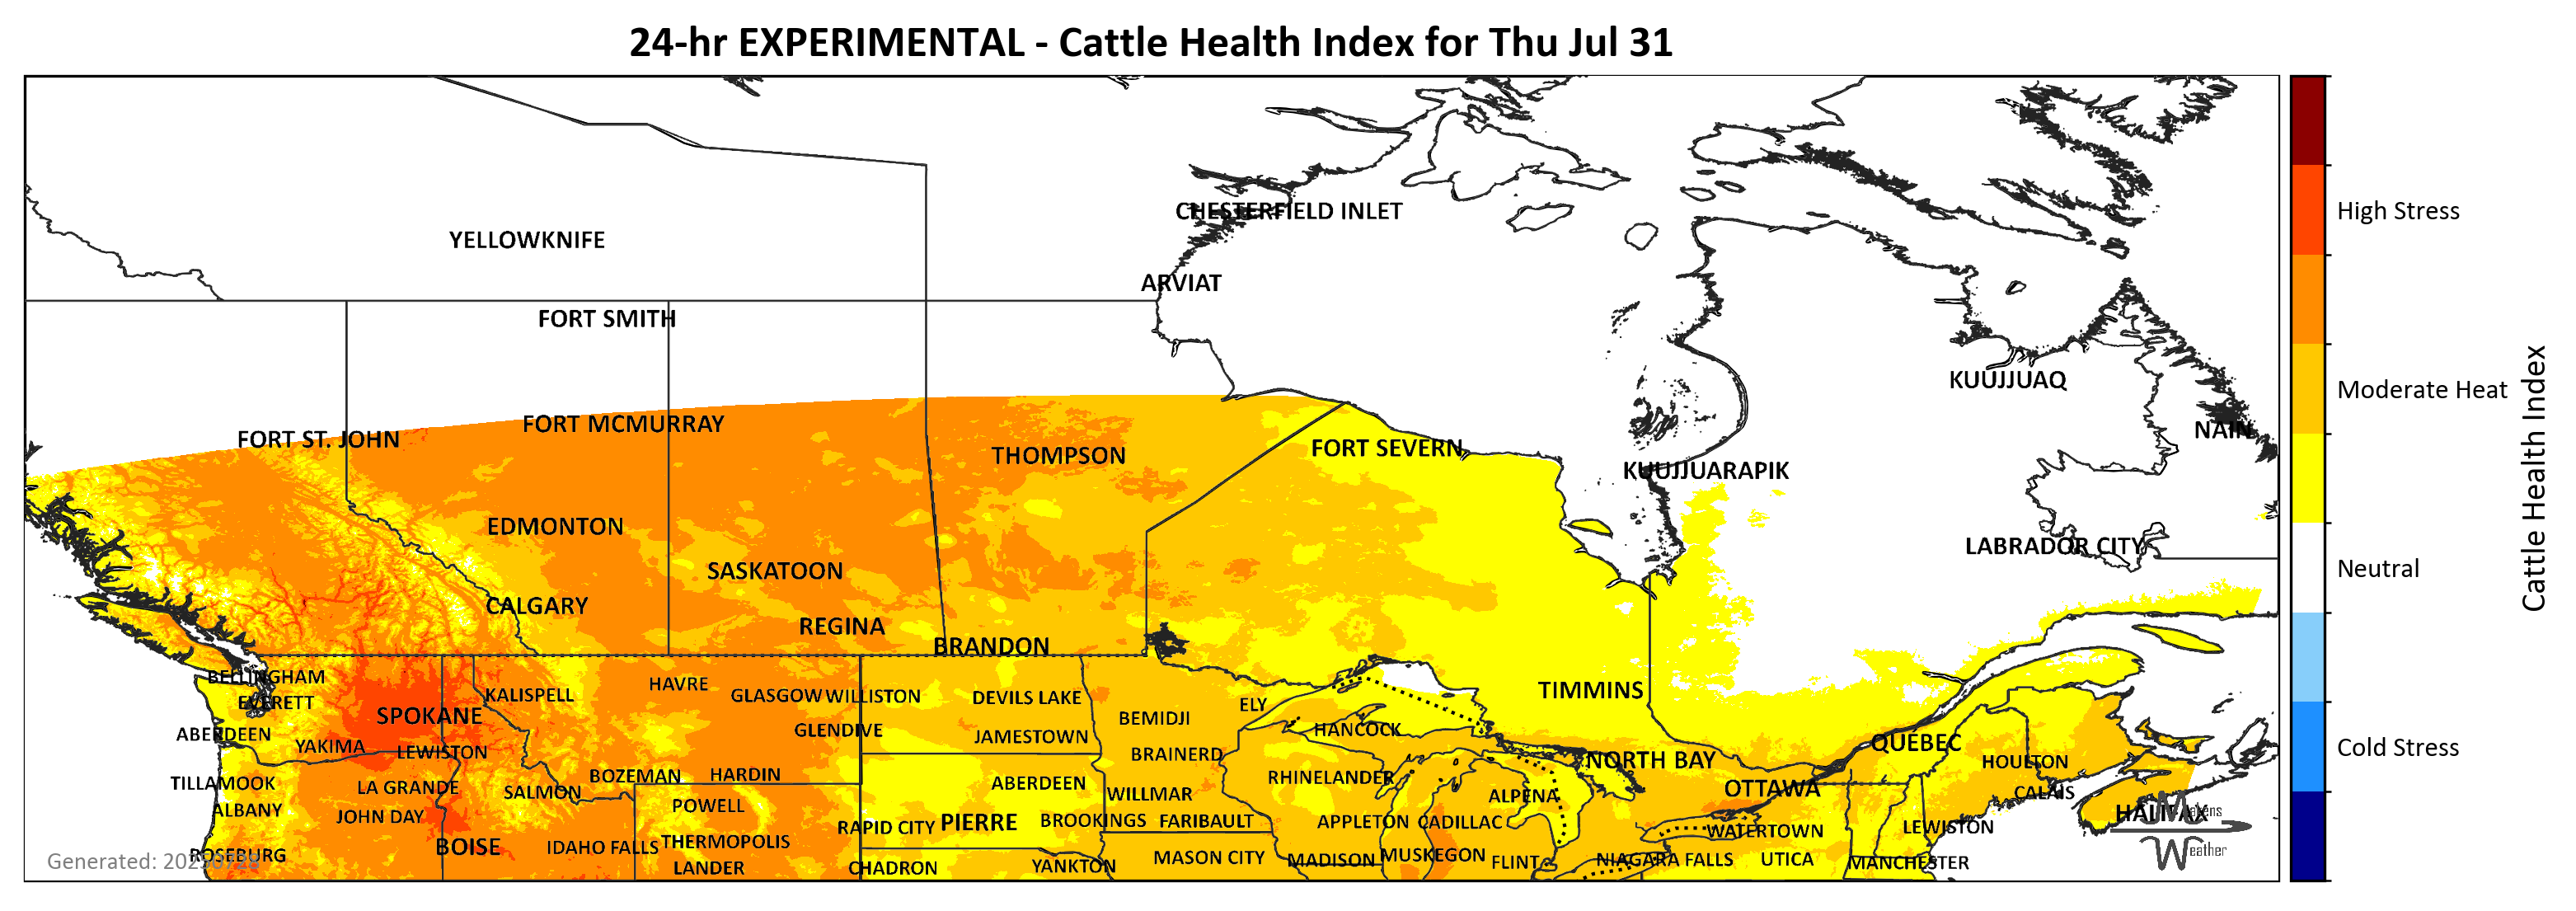 24-hr EXPERIMENTAL - Cattle Health Index for Thu Jul 31
CHESTERFIELD INLET
High Stress
YELLOWKNIFE
ARVIAT
FORT SMITH
KUUJJUAQ
Moderate Heat
FORT MCMURRAY
NAIN
FORT ST. JOHN
FORT SEVERN
THOMPSON
KUUJJUARAPIK
Cattle Health Index
EDMONTON
LABRADOR CITY
SASKATOON
Neutral
CALGARY
REGINA
BRANDON
BELLINGHAM
HAVRE
TIMMINS
KALISPELL
GLASGOW
WILLISTON
DEVILS LAKE
EVERETT
ELY
SPOKANE
BEMIDJI
GLENDIVE
HANCOCK
ABERDEEN
JAMESTOWN
QUEBEC
YAKIMA
LEWISTON
BRAINERD
Cold Stress
NORTH BAY
HOULTON
BOZEMAN
HARDIN
RHINELANDER
TILLAMOOK
LA GRANDE
SALMON
ABERDEEN
WILLMAR
ALPENA
OTTAWA
CALAIS
ALBANY
POWELL
JOHN DAY
HALIFAX
Makens
RAPID CITY
PIERRE
BROOKINGS
FARIBAULT
APPLETON
CADILLAC
WATERTOWN
LEWISTON
BOISE
IDAHO FALLS
THERMOPOLIS
Weather
ROSEBURG
MASON CITY
MADISON
MUSKEGON
FLINT
NIAGARA FALLS
UTICA
MANCHESTER
Generated:
LANDER
CHADRON
YANKTON